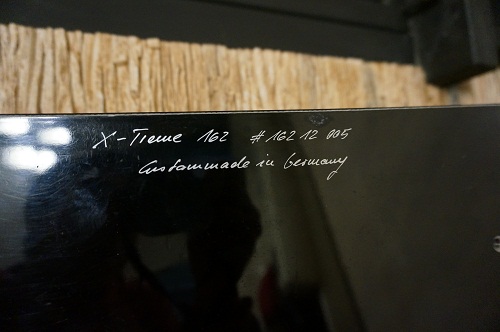 X-Treme 162 #162 12 005
Custommade in Germany